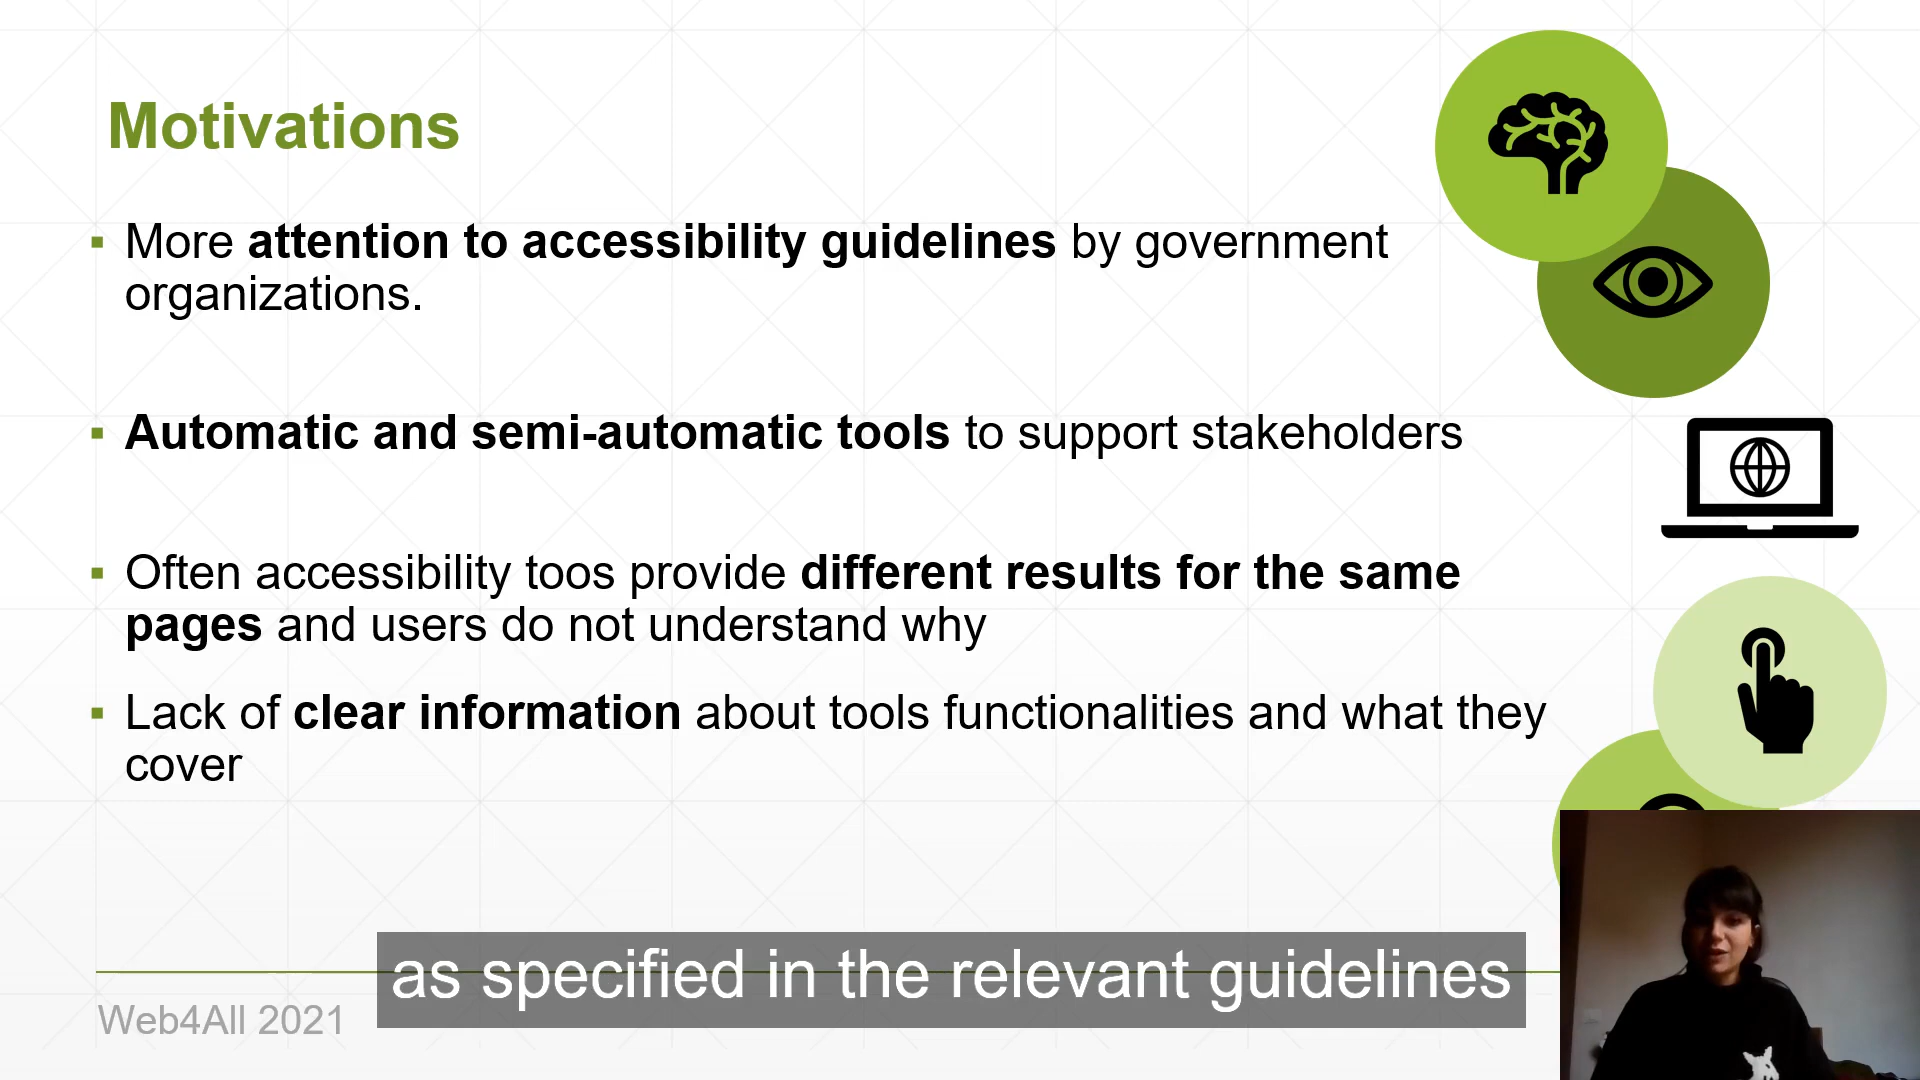 Motivations
▪ More attention to accessibility guidelines by government
organizations.
▪ Automatic and semi-automatic tools to support stakeholders
▪ Often accessibility toos provide different results for the same
pages and users do not understand why
▪ Lack of clear information about tools functionalities and what they
cover
as specified in the relevant guidelines
Web4All 2021